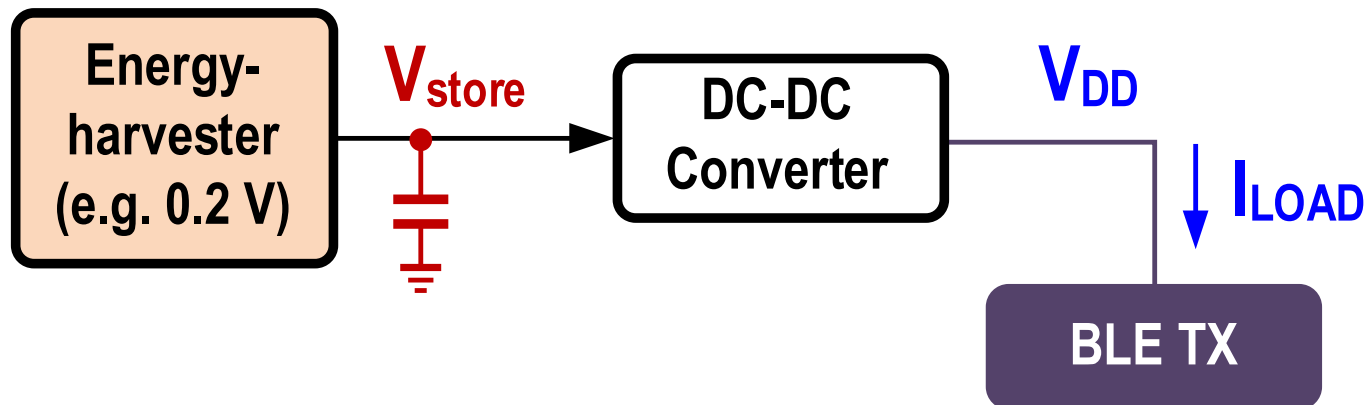 Energy-
harvester
(e.g. 0.2 V)
Vstore
DC-DC
Converter
VDD
ILOAD
BLE TX